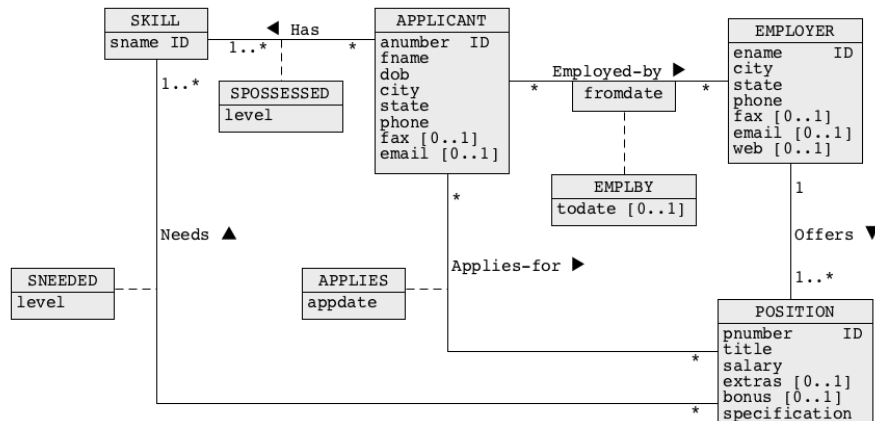 SKILL
sname ID
Has
1..*
*
SPOSSESSED
level
APPLICANT
anumber ID
fname
dob
city
state
phone
fax [0..1]
email [0..1]
Employed-by
*
*
fromdate
EMPLBY
todate [0..1]
EMPLOYER
ename ID
city
state
phone
fax [0..1]
email [0..1]
web [0..1]
1..*
Needs
SNEEDED
level
*
Applies-for
APPLIES
appdate
1
Offers
1..*
POSITION
pnumber ID
title
salary
extras [0..1]
bonus [0..1]
specification
*
*